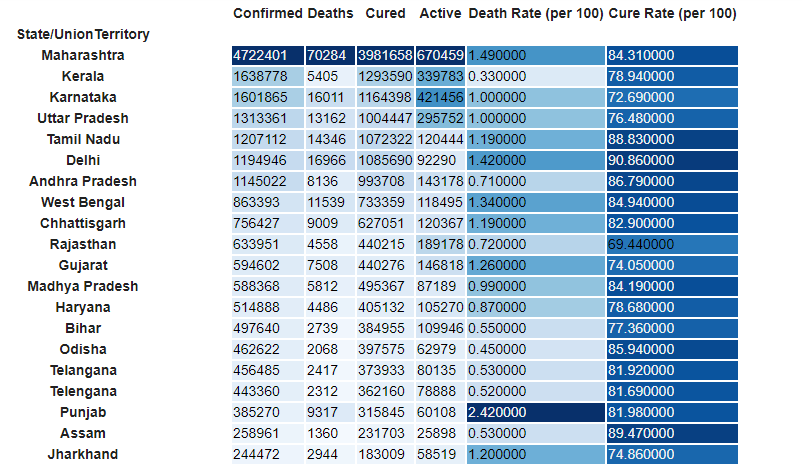 Confirmed Deaths Cured Active Death Rate (per 100) Cure Rate (per 100)
State/UnionTerritory
Maharashtra 4722401 70284 3981658 670459 1.490000 84.310000
Kerala 1638778 5405 1293590 339783 0.330000 78.940000
Karnataka 1601865 16011 1164398 421456 1.000000 72.690000
Uttar Pradesh 1313361 13162 1004447 295752 1.000000 76.480000
Tamil Nadu 1207112 14346 1072322 120444 1.190000 88.830000
Delhi 1194946 16966 1085690 92290 1.420000 90.860000
Andhra Pradesh 1145022 8136 993708 143178 0.710000 86.790000
West Bengal 863393 11539 733359 118495 1.340000 84.940000
Chhattisgarh 756427 9009 627051 120367 1.190000 82.900000
Rajasthan 633951 4558 440215 189178 0.720000 69.440000
Gujarat 594602 7508 440276 146818 1.260000 74.050000
Madhya Pradesh 588368 5812 495367 87189 0.990000 84.190000
Haryana 514888 4486 405132 105270 0.870000 78.680000
Bihar 497640 2739 384955 109946 0.550000 77.360000
Odisha 462622 2068 397575 62979 0.450000 85.940000
Telangana 456485 2417 373933 80135 0.530000 81.920000
Telengana 443360 2312 362160 78888 0.520000 81.690000
Punjab 385270 9317 315845 60108 2.420000 81.980000
Assam 258961 1360 231703 25898 0.530000 89.470000
Jharkhand 244472 2944 183009 58519 1.200000 74.860000